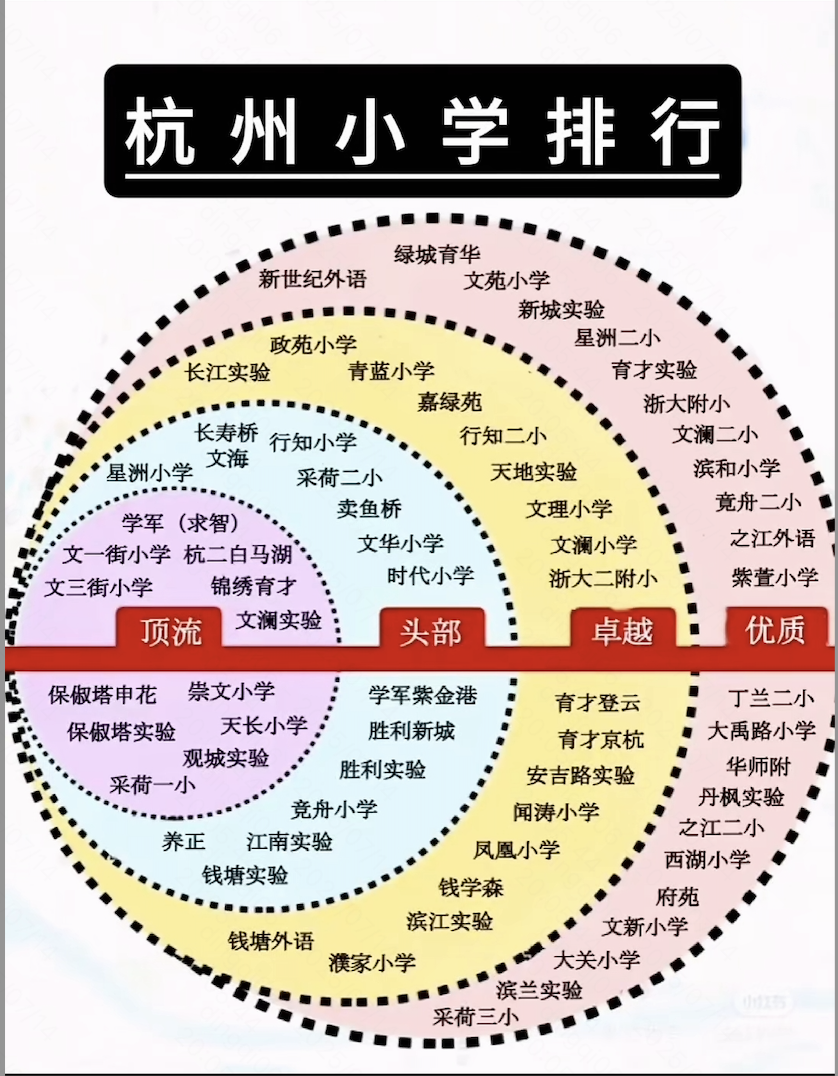 杭州小学排行
绿城育华
新世纪外语
文苑小学
新城实验
星洲二小
育才实验
浙大附小
文澜二小
滨和小学
竟舟二小
之江外语
紫萱小学
政苑小学
长江实验
青蓝小学
嘉绿苑
行知二小
天地实验
文理小学
文澜小学
浙大二附小
长寿桥
行知小学
文海
星洲小学
采荷二小
卖鱼桥
文华小学
时代小学
学军（求智）
文一街小学 杭二白马湖
文三街小学 锦绣育才
文澜实验
顶流 头部 卓越 优质
保俶塔申花 崇文小学
保俶塔实验 天长小学
观城实验
采荷一小
学军紫金港
胜利新城
胜利实验
竞舟小学
养正 江南实验
钱塘实验
育才登云
育才京杭
安吉路实验
闻涛小学
凤凰小学
钱学森
滨江实验
钱塘外语
濮家小学
丁兰二小
大禹路小学
华师附
丹枫实验
之江二小
西湖小学
府苑
文新小学
大关小学
滨兰实验
采荷三小
小红书